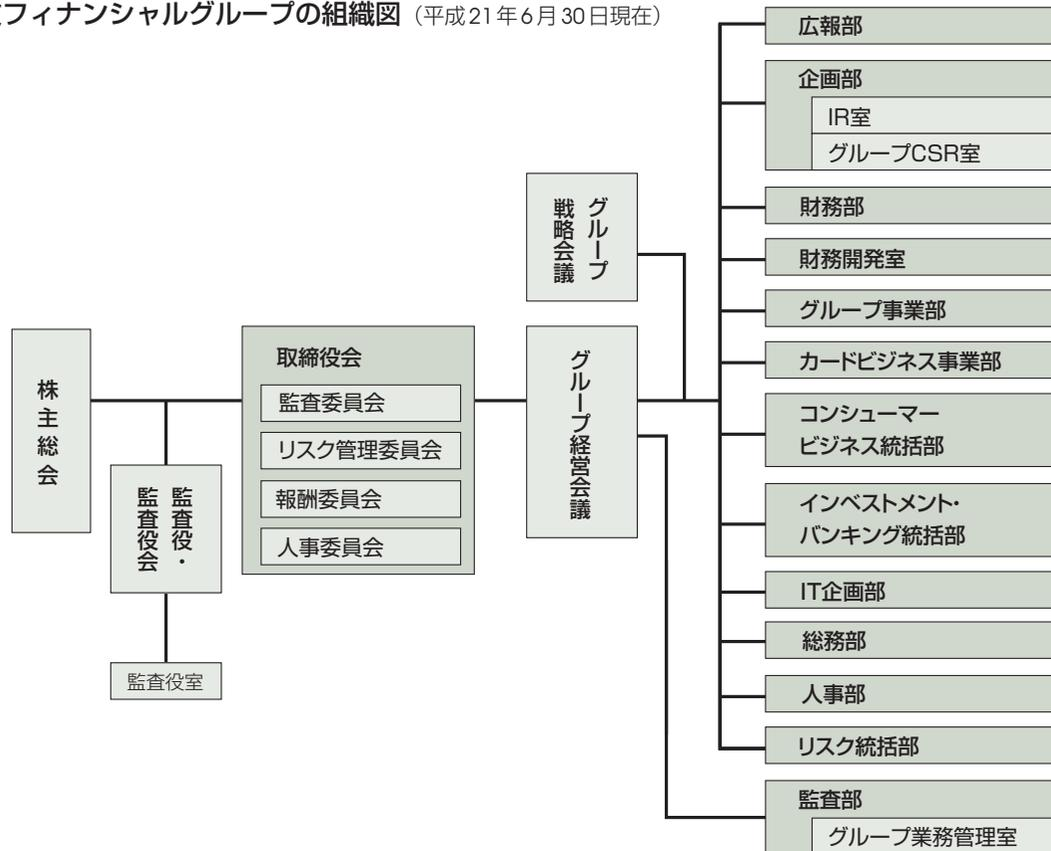 フィナンシャルグループの組織図（平成21年6月30日現在）
株主総会
監査役・
監査役会
監査役室
取締役会
監査委員会
リスク管理委員会
報酬委員会
人事委員会
グループ
戦略会議
グループ経営会議
広報部
企画部
IR室
グループCSR室
財務部
財務開発室
グループ事業部
カードビジネス事業部
コンシューマー
ビジネス統括部
インベストメント・
バンキング統括部
IT企画部
総務部
人事部
リスク統括部
監査部
グループ業務管理室